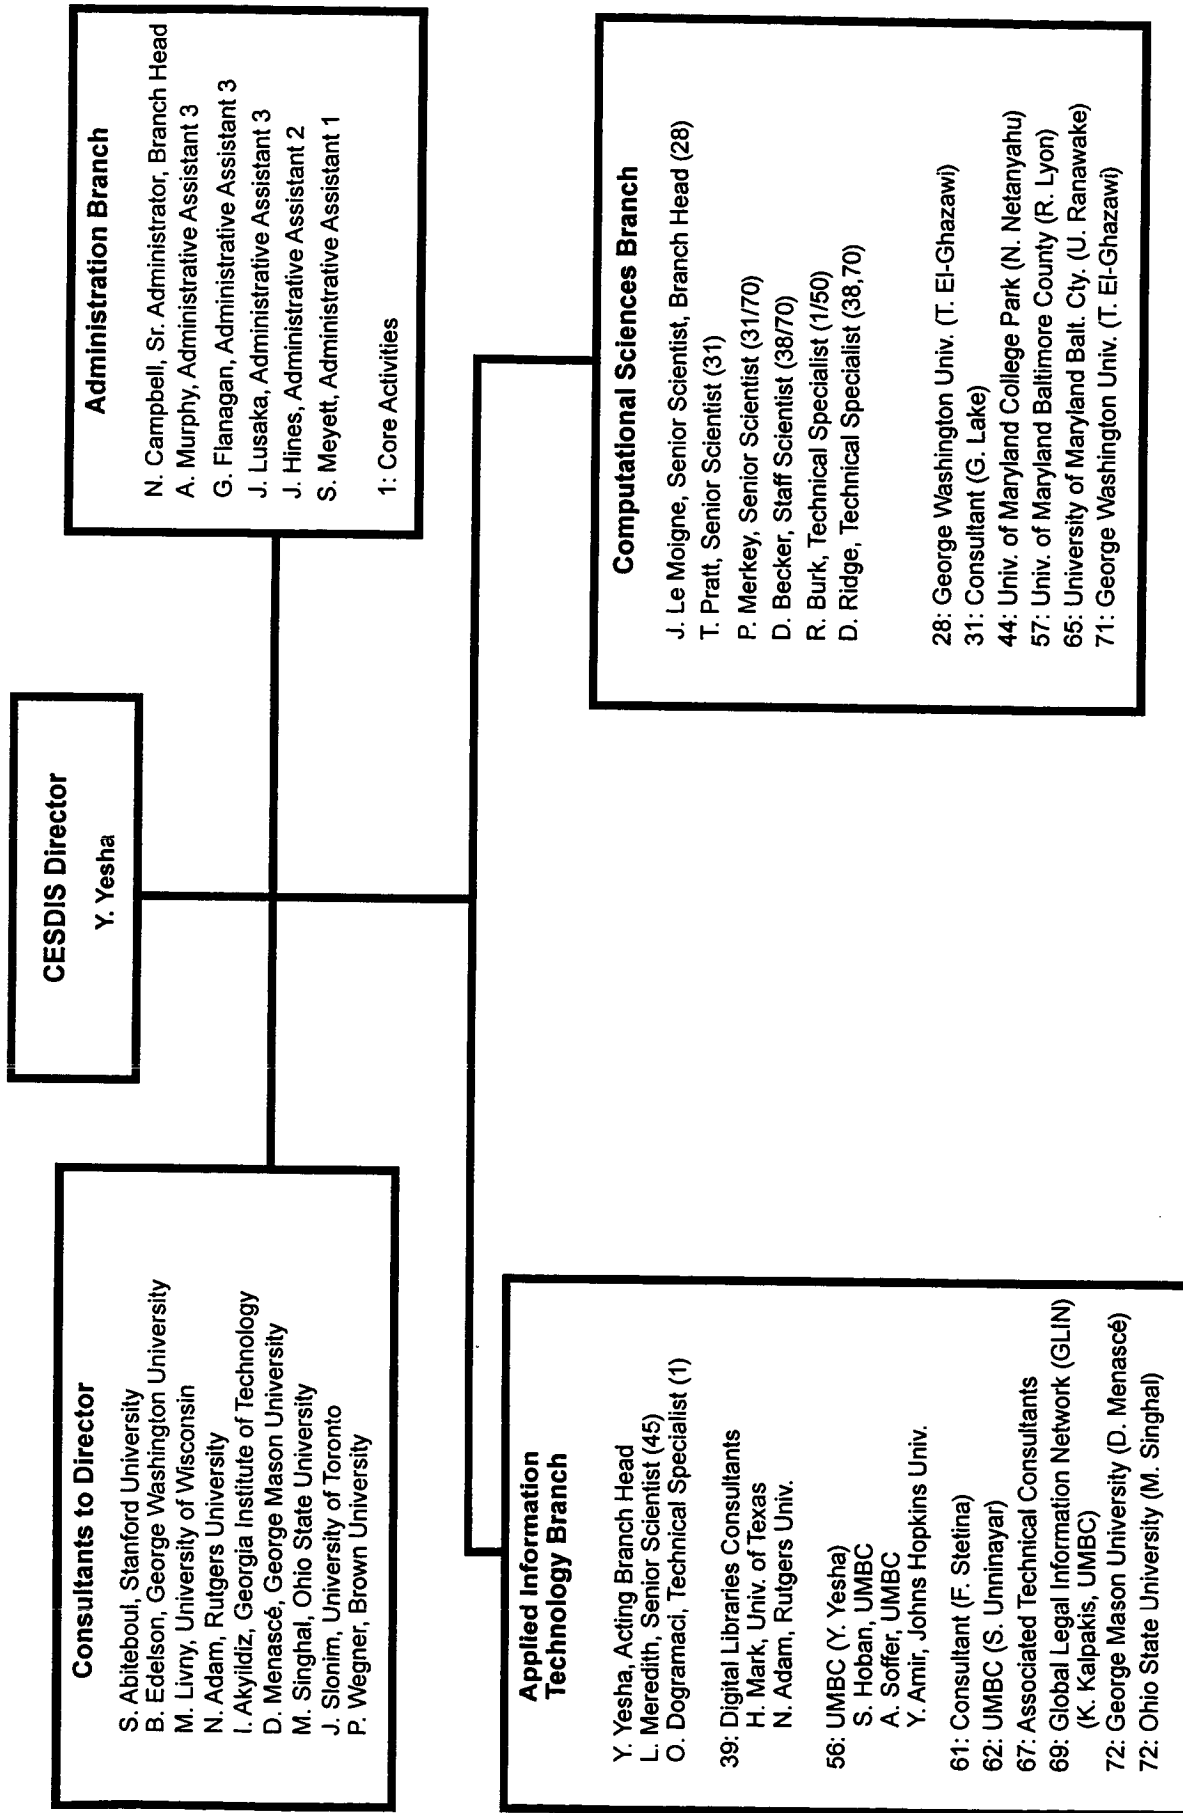 CESDIS Director
Y. Yesha
Consultants to Director
S. Abiteboul, Stanford University
B. Edelson, George Washington University
M. Livny, University of Wisconsin
N. Adam, Rutgers University
I. Akyildiz, Georgia Institute of Technology
D. Menascé, George Mason University
M. Singhal, Ohio State University
J. Slonim, University of Toronto
P. Wegner, Brown University
Administration Branch
N. Campbell, Sr. Administrator, Branch Head
A. Murphy, Administrative Assistant 3
G. Flanagan, Administrative Assistant 3
J. Lusaka, Administrative Assistant 3
J. Hines, Administrative Assistant 2
S. Meyett, Administrative Assistant 1
1: Core Activities
Applied Information
Technology Branch
Y. Yesha, Acting Branch Head
L. Meredith, Senior Scientist (45)
O. Dogramaci, Technical Specialist (1)
39: Digital Libraries Consultants
H. Mark, Univ. of Texas
N. Adam, Rutgers Univ.
56: UMBC (Y. Yesha)
S. Hoban, UMBC
A. Soffer, UMBC
Y. Amir, Johns Hopkins Univ.
61: Consultant (F. Stetina)
62: UMBC (S. Unninayar)
67: Associated Technical Consultants
69: Global Legal Information Network (GLIN)
(K. Kalpakis, UMBC)
72: George Mason University (D. Menascé)
72: Ohio State University (M. Singhal)
Computational Sciences Branch
J. Le Moigne, Senior Scientist, Branch Head (28)
T. Pratt, Senior Scientist (31)
P. Merkey, Senior Scientist (31/70)
D. Becker, Staff Scientist (38/70)
R. Burk, Technical Specialist (1/50)
D. Ridge, Technical Specialist (38,70)
28: George Washington Univ. (T. El-Ghazawi)
31: Consultant (G. Lake)
44: Univ. of Maryland College Park (N. Netanyahu)
57: Univ. of Maryland Baltimore County (R. Lyon)
65: University of Maryland Balt. Cty. (U. Ranawake)
71: George Washington Univ. (T. El-Ghazawi)